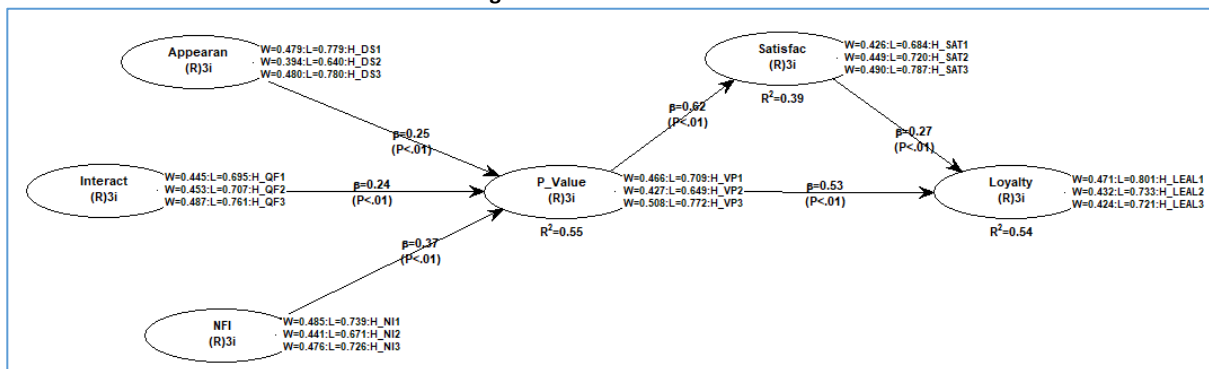 Appearan
(R)3i
W=0.479:L=0.779:H_DS1
W=0.394:L=0.640:H_DS2
W=0.480:L=0.780:H_DS3
Satisfac
(R)3i
W=0.426:L=0.684:H_SAT1
W=0.449:L=0.720:H_SAT2
W=0.490:L=0.787:H_SAT3
R²=0.39
β=0.62
(P<.01)
β=0.25
(P<.01)
β=0.27
(P<.01)
Interact
(R)3i
W=0.445:L=0.695:H_QF1
W=0.453:L=0.707:H_QF2
W=0.487:L=0.761:H_QF3
β=0.24
(P<.01)
P_Value
(R)3i
W=0.466:L=0.709:H_VP1
W=0.427:L=0.649:H_VP2
W=0.508:L=0.772:H_VP3
R²=0.55
β=0.53
(P<.01)
Loyalty
(R)3i
W=0.471:L=0.801:H_LEAL1
W=0.432:L=0.733:H_LEAL2
W=0.424:L=0.721:H_LEAL3
R²=0.54
β=0.37
(P<.01)
NFI
(R)3i
W=0.485:L=0.739:H_NI1
W=0.441:L=0.671:H_NI2
W=0.476:L=0.726:H_NI3